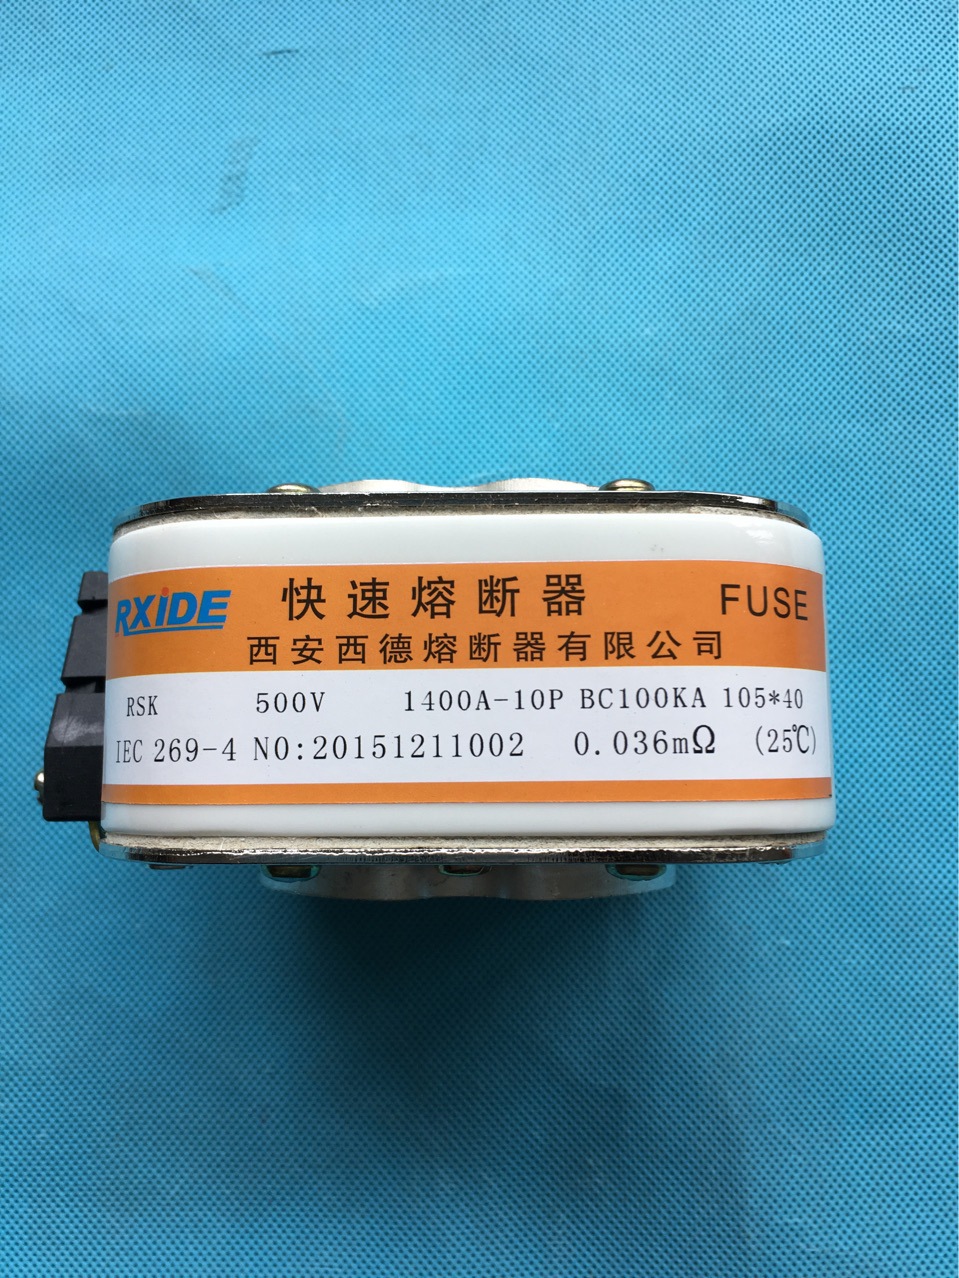 RXIDE 快速熔断器 FUSE
西安西德熔断器有限公司
RSK 500V 1400A-10P BC100KA 105*40
IEC 269-4 NO:20151211002 0.036mΩ (25℃)